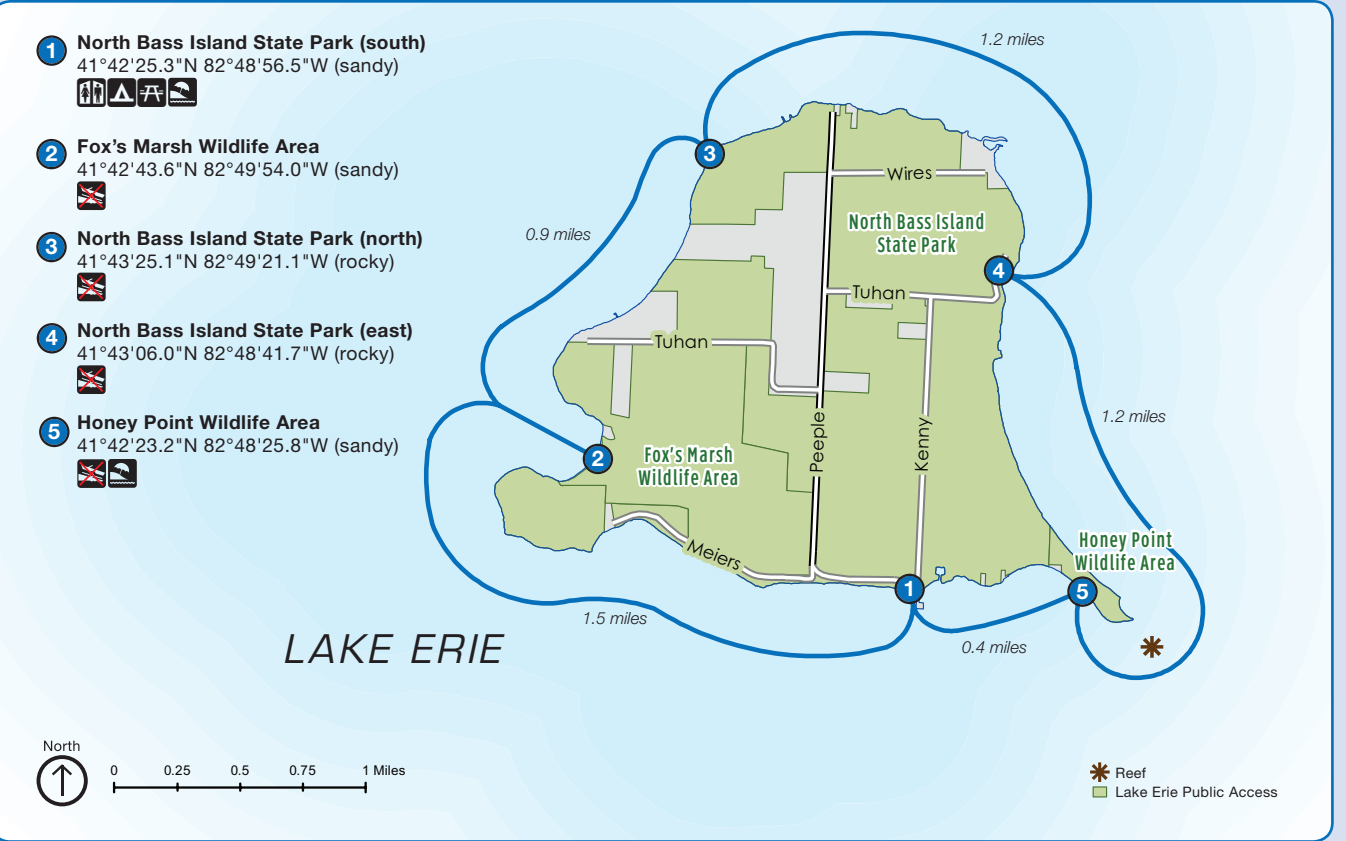 1
North Bass Island State Park (south)
41°42'25.3"N 82°48'56.5"W (sandy)
2
Fox's Marsh Wildlife Area
41°42'43.6"N 82°49'54.0"W (sandy)
3
North Bass Island State Park (north)
41°43'25.1"N 82°49'21.1"W (rocky)
4
North Bass Island State Park (east)
41°43'06.0"N 82°48'41.7"W (rocky)
5
Honey Point Wildlife Area
41°42'23.2"N 82°48'25.8"W (sandy)
1.2 miles
3
Wires
North Bass Island
State Park
0.9 miles
4
Tuhan
Tuhan
1.2 miles
Peeple
Kenny
2
Fox's Marsh
Wildlife Area
Honey Point
Wildlife Area
Meiers
1
5
1.5 miles
0.4 miles
LAKE ERIE
North
0 0.25 0.5 0.75 1 Miles
Reef
Lake Erie Public Access